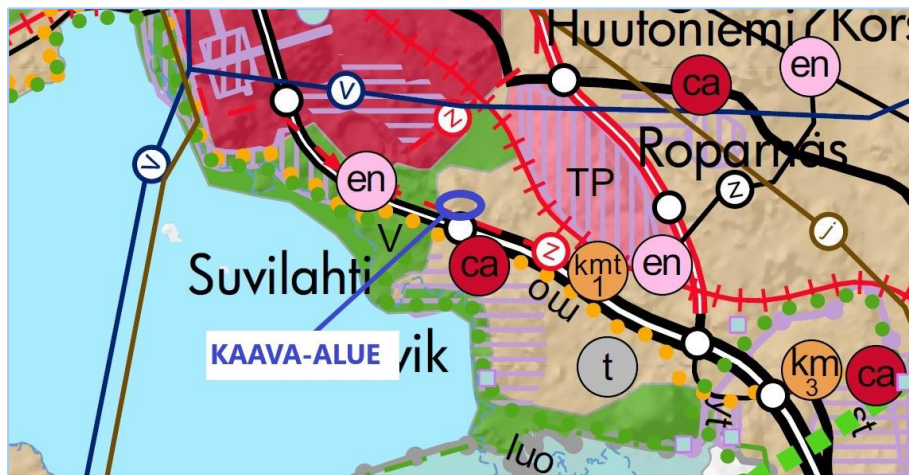 Huutoniemi
Kors
en
ca
V
z
Roparnäs
V
TP
z
en
j
V
Suvilahti
ca
z
kmt
1
en
mo
KAAVA-ALUE
vik
t
km
3
ca
yt
ct
luo